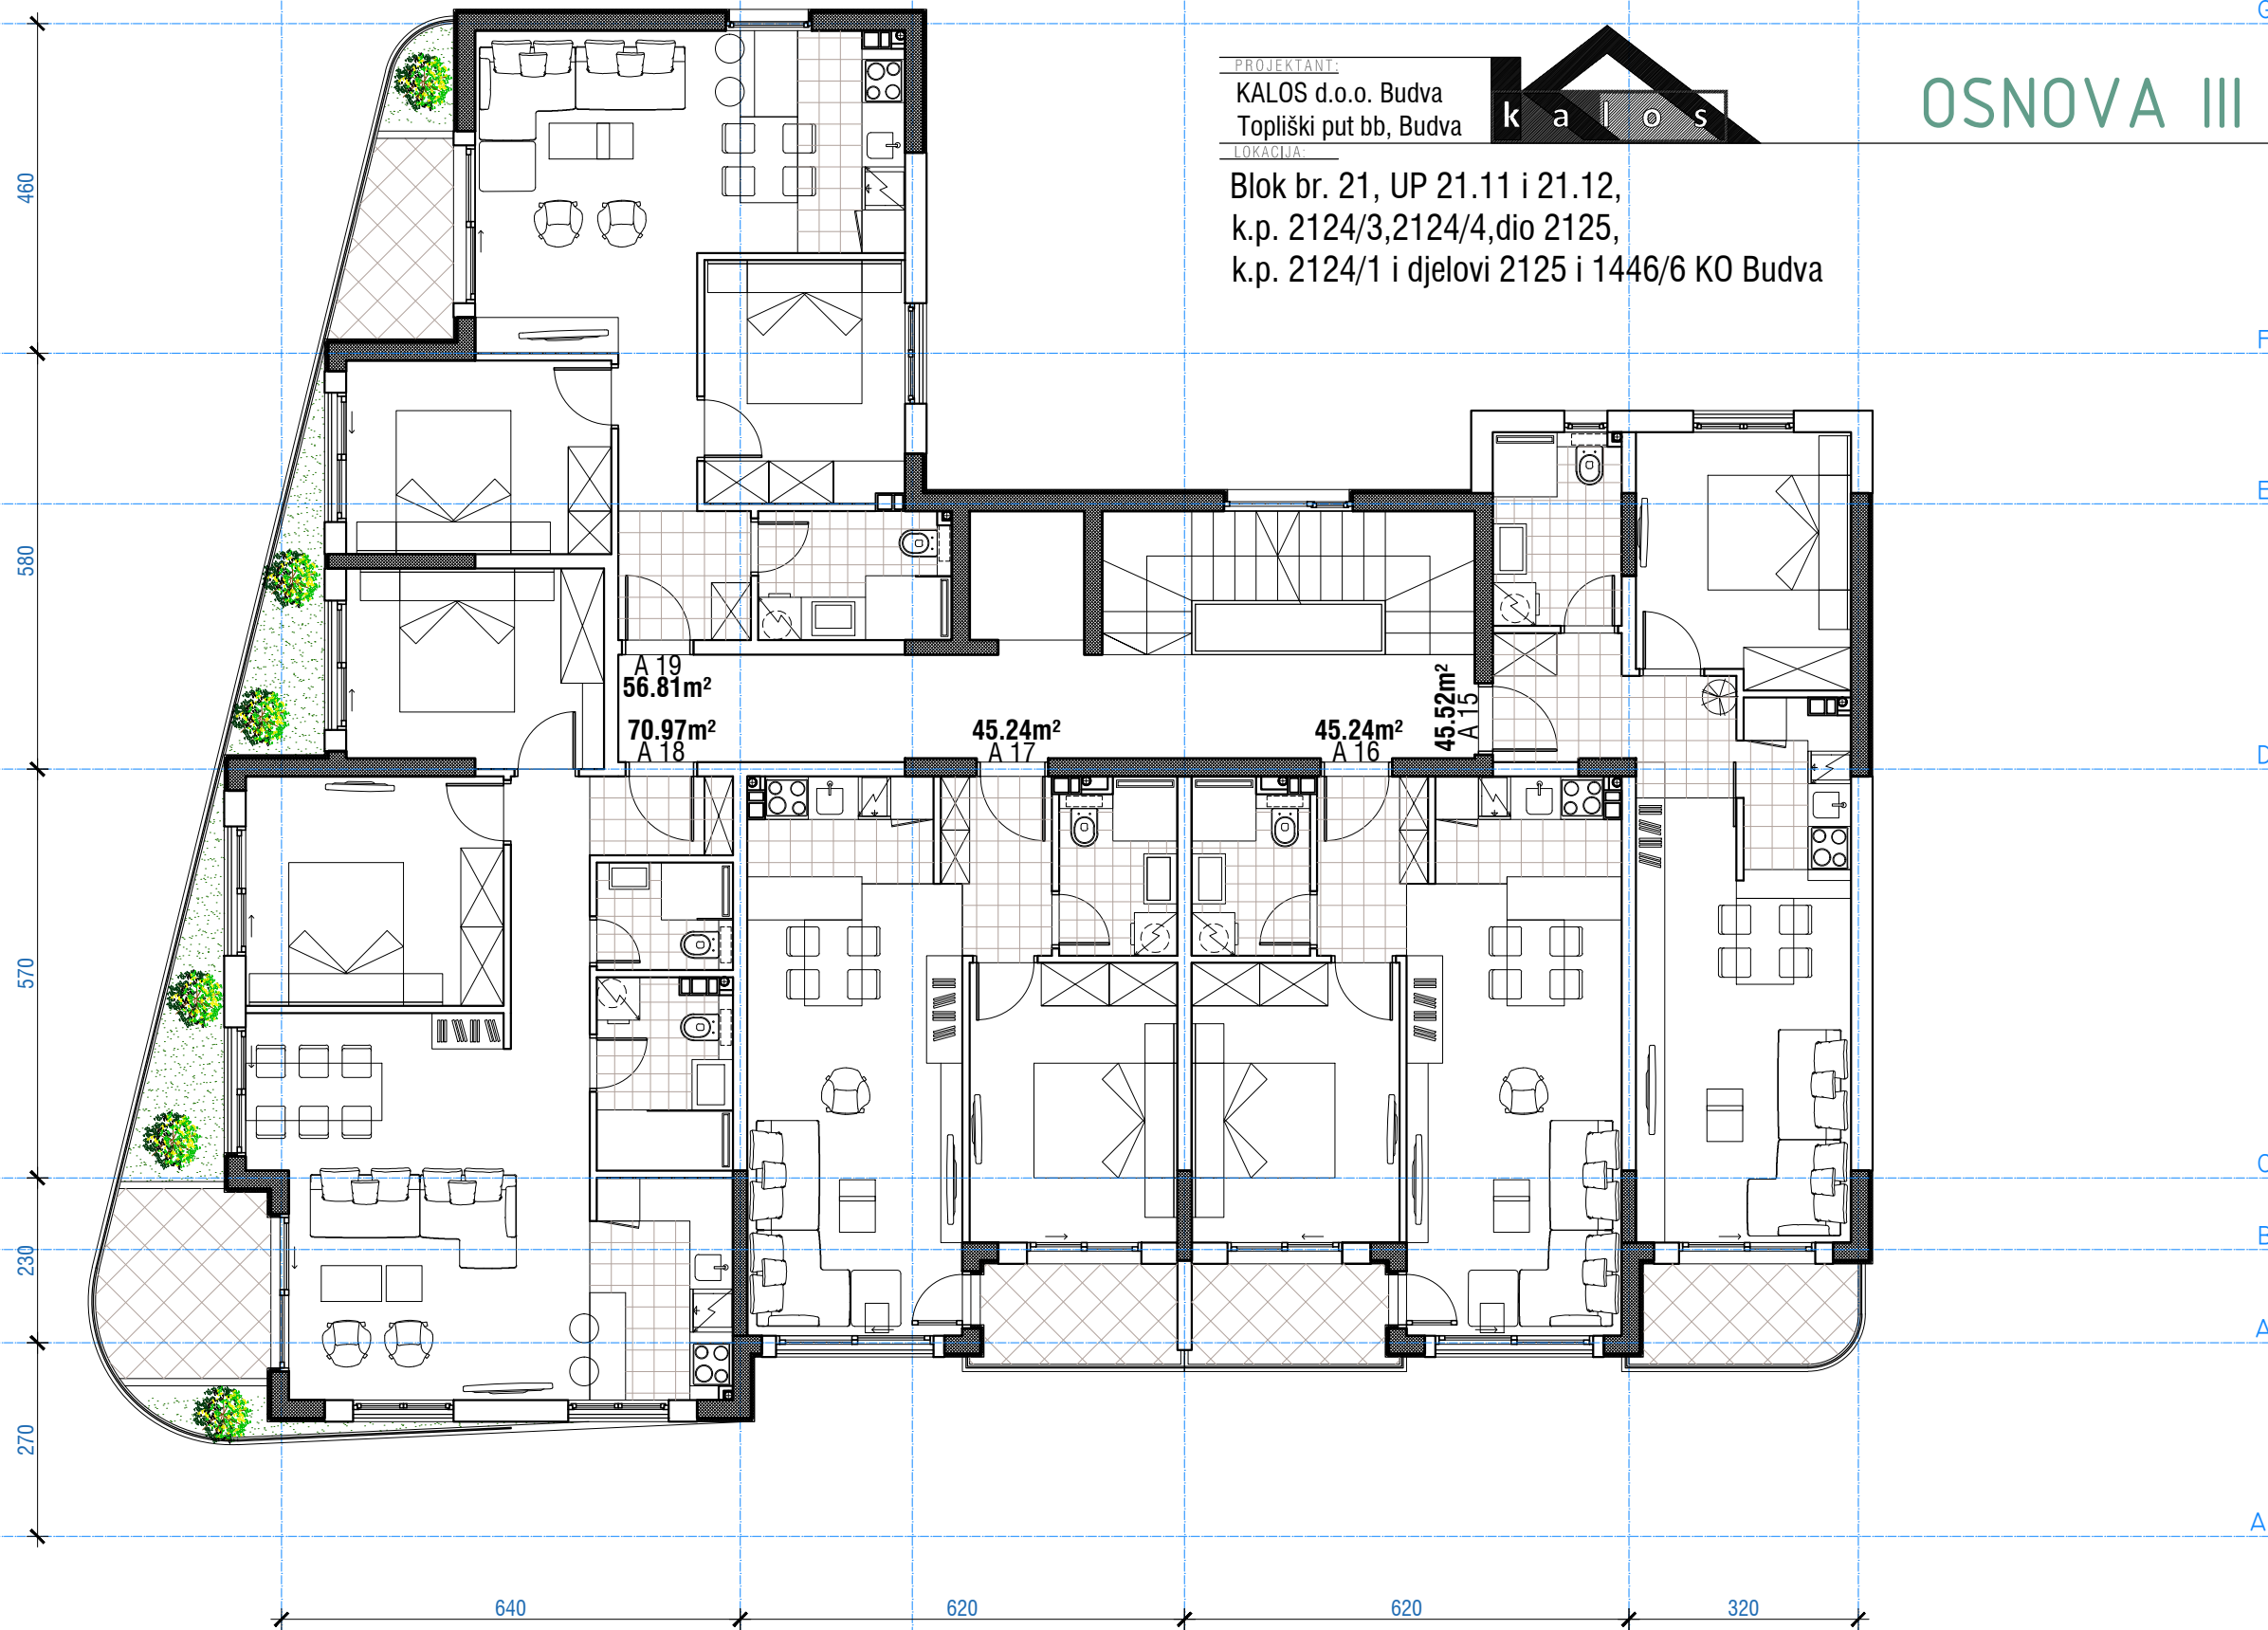 PROJEKTANT:
KALOS d.o.o. Budva
Topliški put bb, Budva
kalos
OSNOVA III
LOKACIJA:
Blok br. 21, UP 21.11 i 21.12,
k.p. 2124/3,2124/4,dio 2125,
k.p. 2124/1 i djelovi 2125 i 1446/6 KO Budva
460
F
E
580
A 19
56.81m²
70.97m²
A 18
45.24m²
A 17
45.24m²
A 16
45.52m²
A 15
D
570
230
A
270
A
640
620
620
320